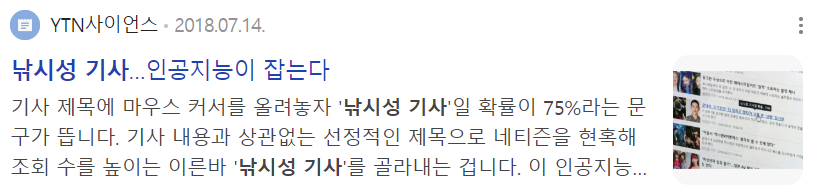 YTN사이언스 · 2018.07.14.
낚시성 기사...인공지능이 잡는다
기사 제목에 마우스 커서를 올려놓자 '낚시성 기사'일 확률이 75%라는 문
구가 뜹니다. 기사 내용과 상관없는 선정적인 제목으로 네티즌을 현혹해
조회 수를 높이는 이른바 '낚시성 기사'를 골라내는 겁니다. 이 인공지능...